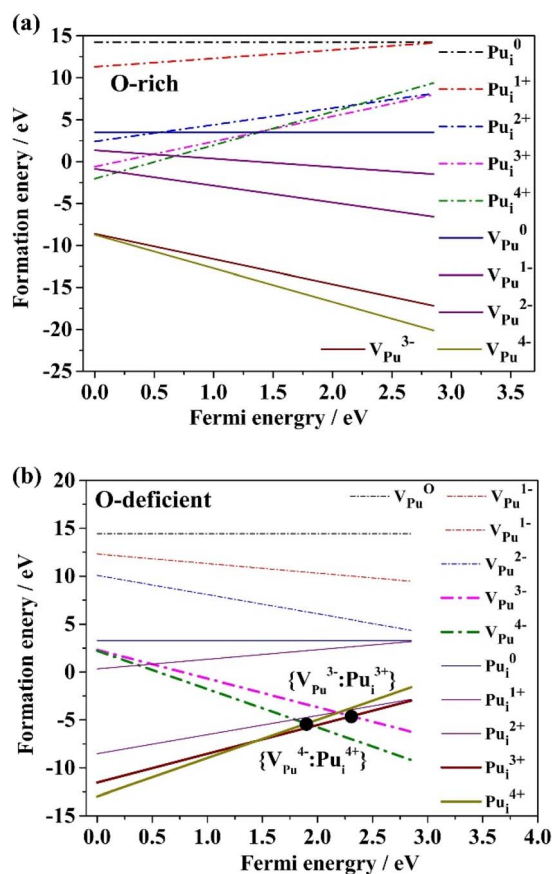 (a)
O-rich
Formation enery / eV
15
10
5
0
-5
-10
-15
-20
-25
0.0 0.5 1.0 1.5 2.0 2.5 3.0 3.5
Fermi energry / eV
Pu_i^0
Pu_i^1+
Pu_i^2+
Pu_i^3+
Pu_i^4+
V_Pu^0
V_Pu^1-
V_Pu^2-
V_Pu^3- V_Pu^4-
(b)
O-deficient
Formation enery / eV
20
15
10
5
0
-5
-10
-15
0.0 0.5 1.0 1.5 2.0 2.5 3.0 3.5 4.0
Fermi energry / eV
V_Pu^O V_Pu^1-
V_Pu^1-
V_Pu^2-
V_Pu^3-
V_Pu^4-
Pu_i^0
Pu_i^1+
Pu_i^2+
Pu_i^3+
Pu_i^4+
{V_Pu^3-:Pu_i^3+}
{V_Pu^4-:Pu_i^4+}